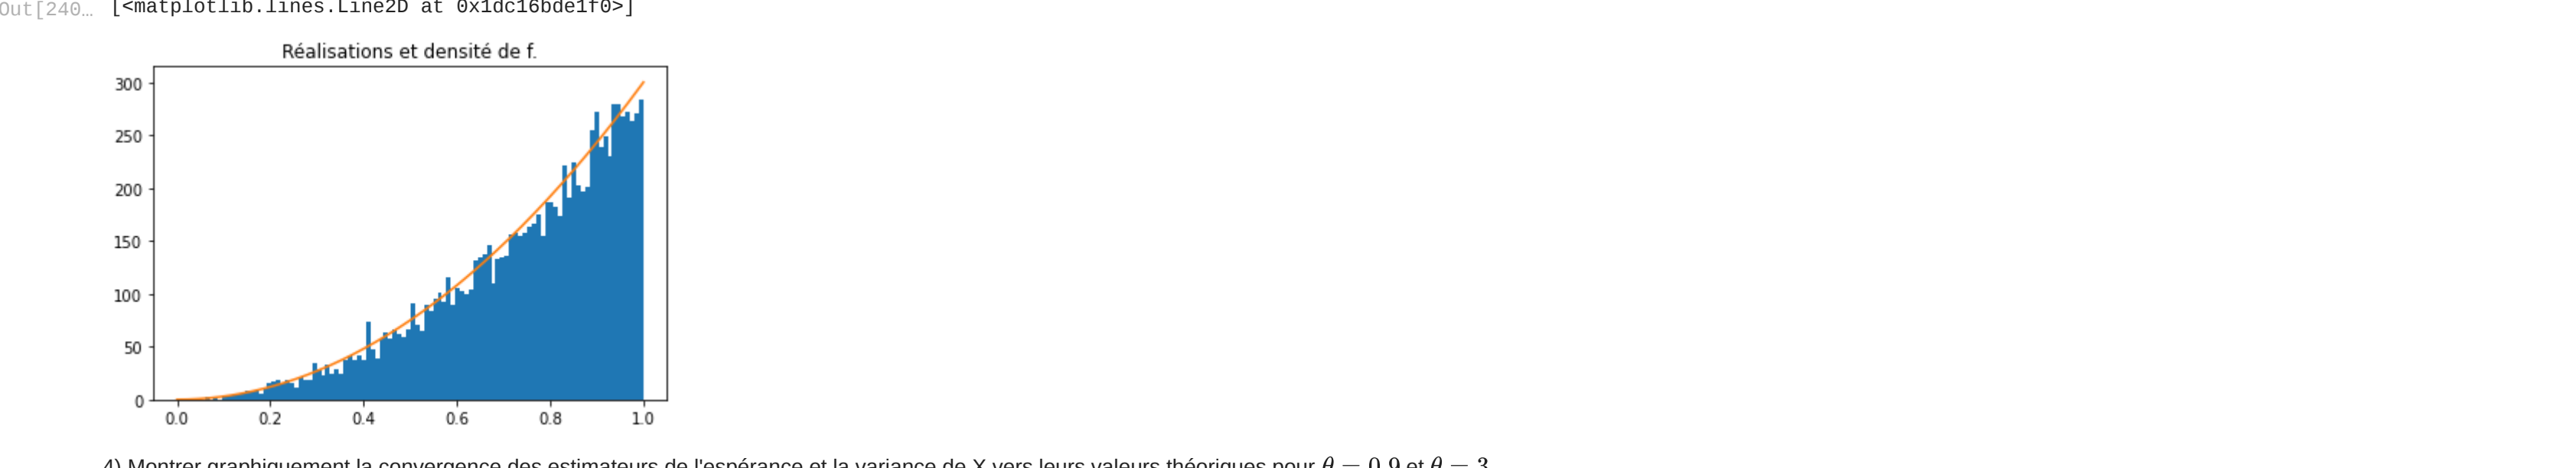 Out[240… [<matplotlib.lines.Line2D at 0x1dc16bde1f0>]
Réalisations et densité de f.
300
250
200
150
100
50
0
0.0 0.2 0.4 0.6 0.8 1.0
4) Montrer graphiquement la convergence des estimateurs de l'espérance et la variance de X vers leurs valeurs théoriques pour θ = 0.9 et θ = 3